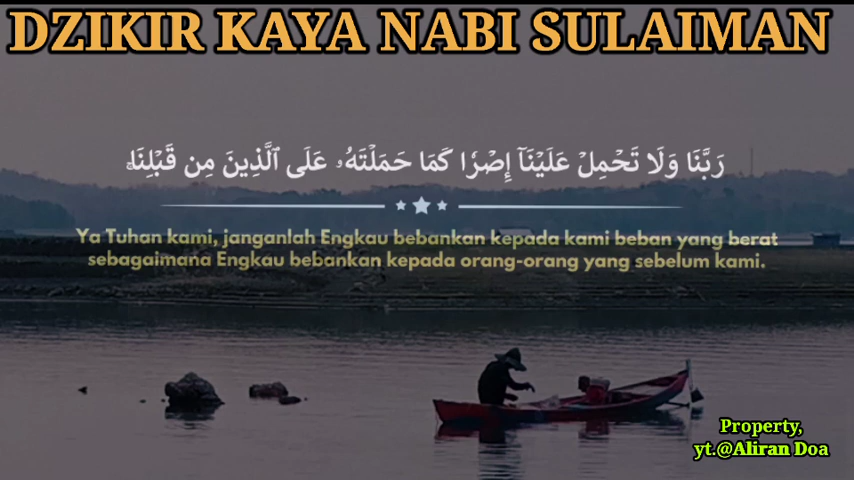 DZIKIR KAYA NABI SULAIMAN
رَبَّنَا وَلَا تَحْمِلْ عَلَيْنَآ إِصْرًا كَمَا حَمَلْتَهُۥ عَلَى ٱلَّذِينَ مِن قَبْلِنَاۚ
Ya Tuhan kami, janganlah Engkau bebankan kepada kami beban yang berat
sebagaimana Engkau bebankan kepada orang-orang yang sebelum kami.
Property,
yt.@Aliran Doa